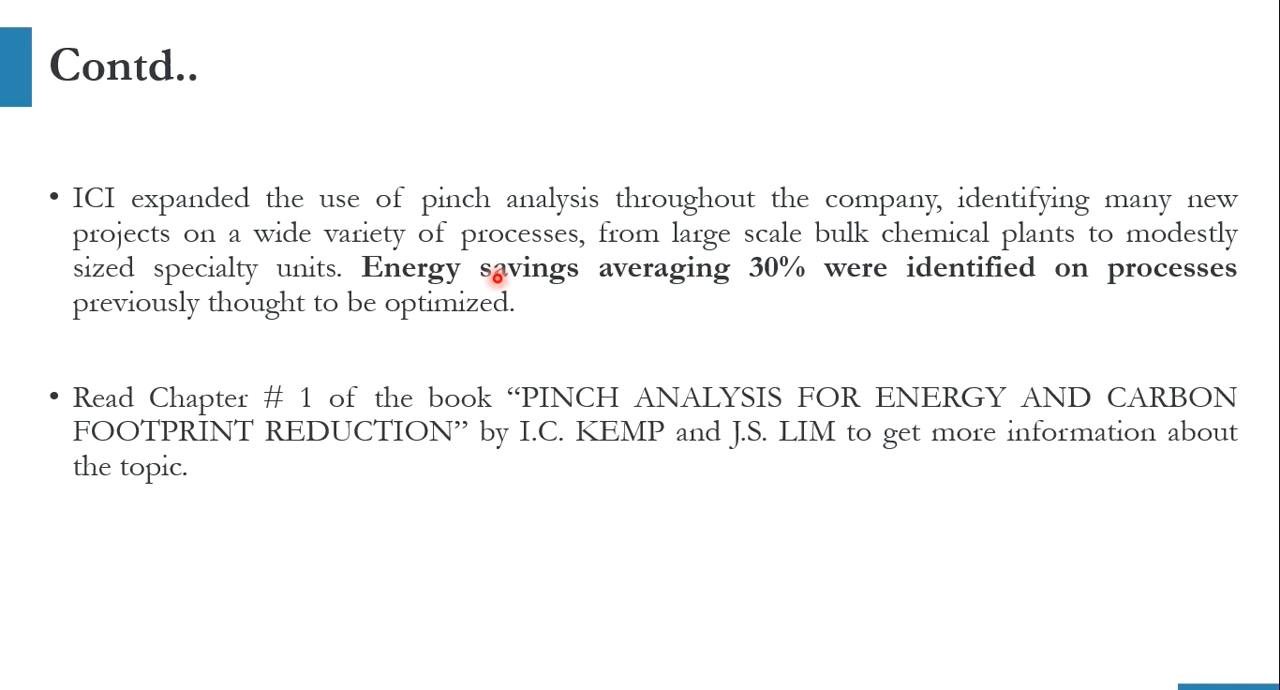 Contd..
• ICI expanded the use of pinch analysis throughout the company, identifying many new
projects on a wide variety of processes, from large scale bulk chemical plants to modestly
sized specialty units. Energy savings averaging 30% were identified on processes
previously thought to be optimized.
• Read Chapter # 1 of the book “PINCH ANALYSIS FOR ENERGY AND CARBON
FOOTPRINT REDUCTION” by I.C. KEMP and J.S. LIM to get more information about
the topic.